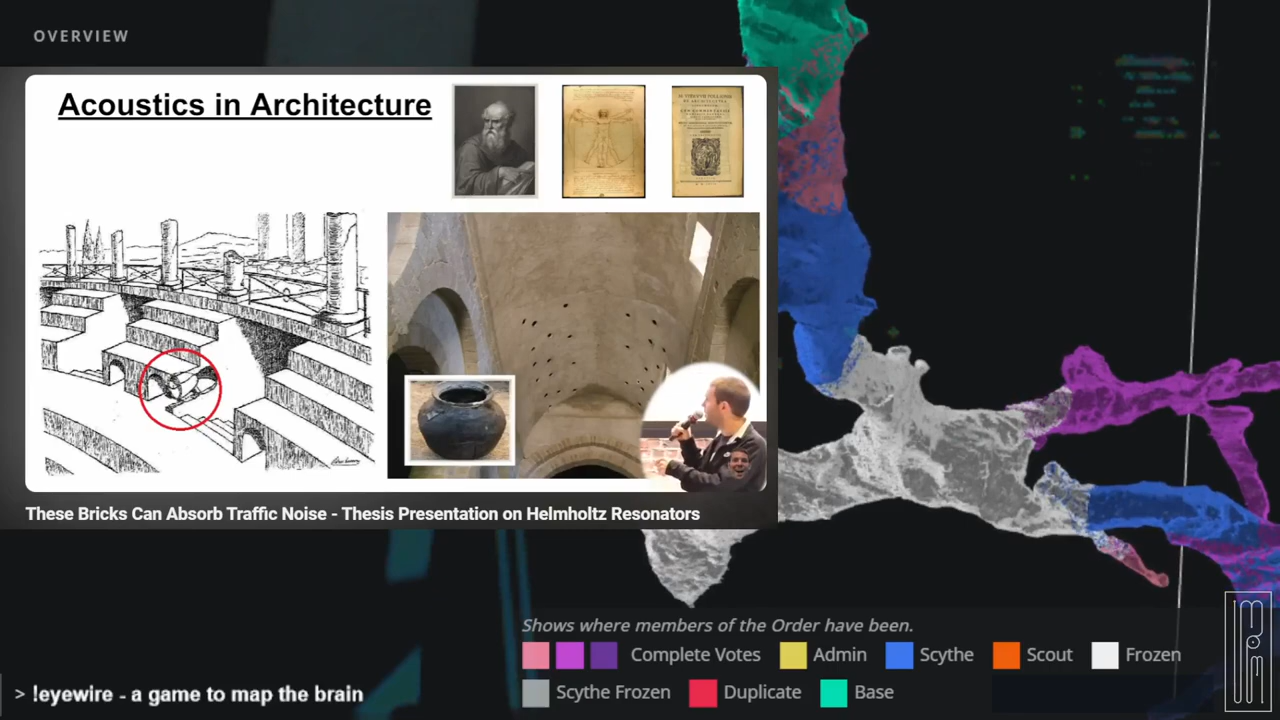 OVERVIEW
Acoustics in Architecture
These Bricks Can Absorb Traffic Noise - Thesis Presentation on Helmholtz Resonators
Shows where members of the Order have been.
Complete Votes Admin Scythe Scout Frozen
Scythe Frozen Duplicate Base
> !eyewire - a game to map the brain